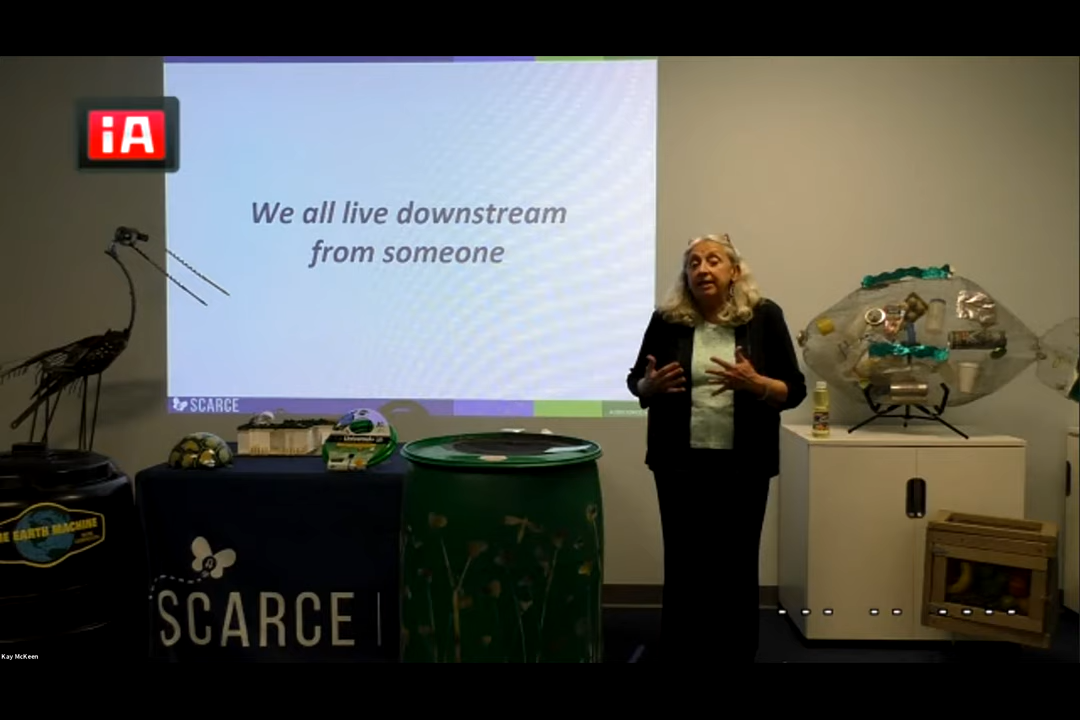 iA
We all live downstream
from someone
SCARCE
THE EARTH MACHINE
SCARCE
Kay McKeen